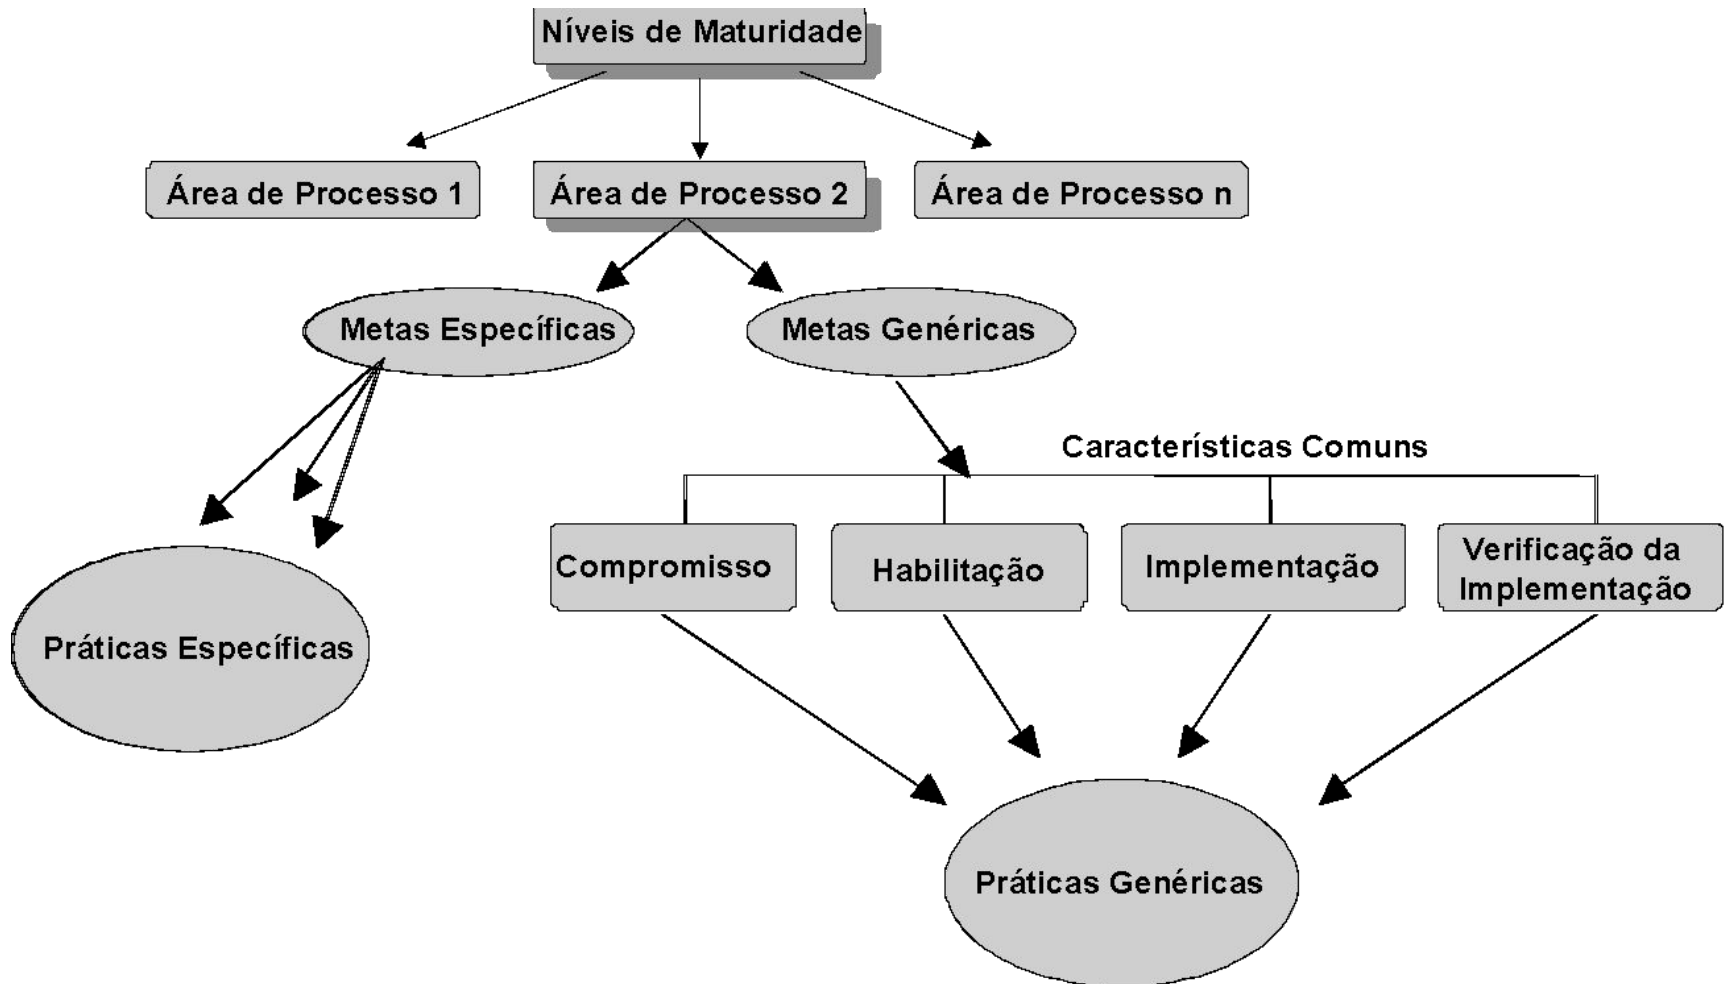 Níveis de Maturidade
Área de Processo 1
Área de Processo 2
Área de Processo n
Metas Específicas
Metas Genéricas
Características Comuns
Compromisso
Habilitação
Implementação
Verificação da
Implementação
Práticas Específicas
Práticas Genéricas